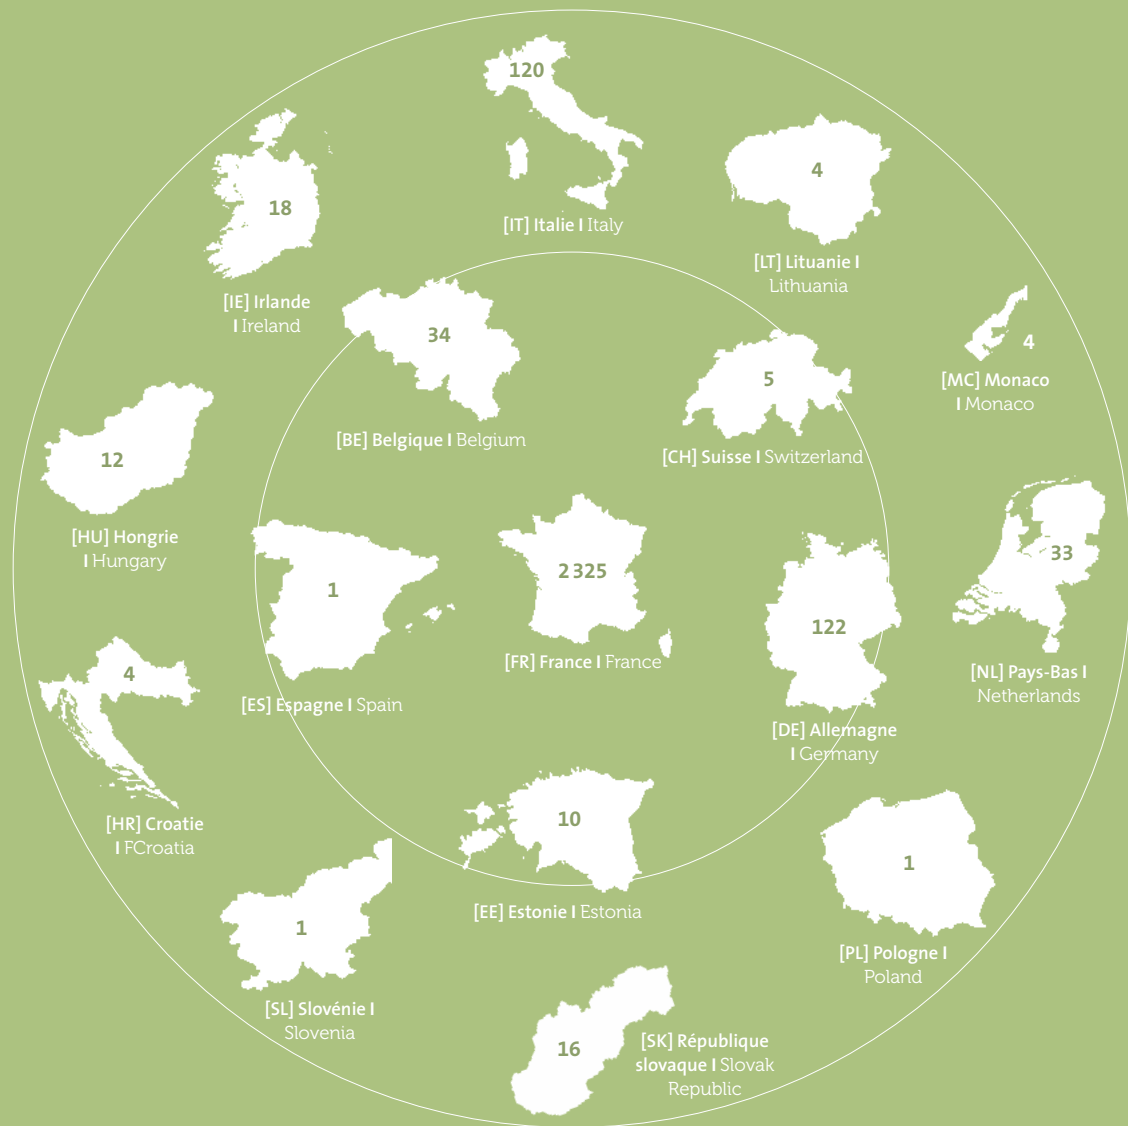 120
[IT] Italie I Italy
4
[LT] Lituanie I
Lithuania
18
[IE] Irlande
I Ireland
34
[BE] Belgique I Belgium
5
[CH] Suisse I Switzerland
4
[MC] Monaco
I Monaco
12
[HU] Hongrie
I Hungary
1
[ES] Espagne I Spain
2 325
[FR] France I France
122
[DE] Allemagne
I Germany
33
[NL] Pays-Bas I
Netherlands
4
[HR] Croatie
I FCroatia
10
[EE] Estonie I Estonia
1
[PL] Pologne I
Poland
1
[SL] Slovénie I
Slovenia
16
[SK] République
slovaque I Slovak
Republic